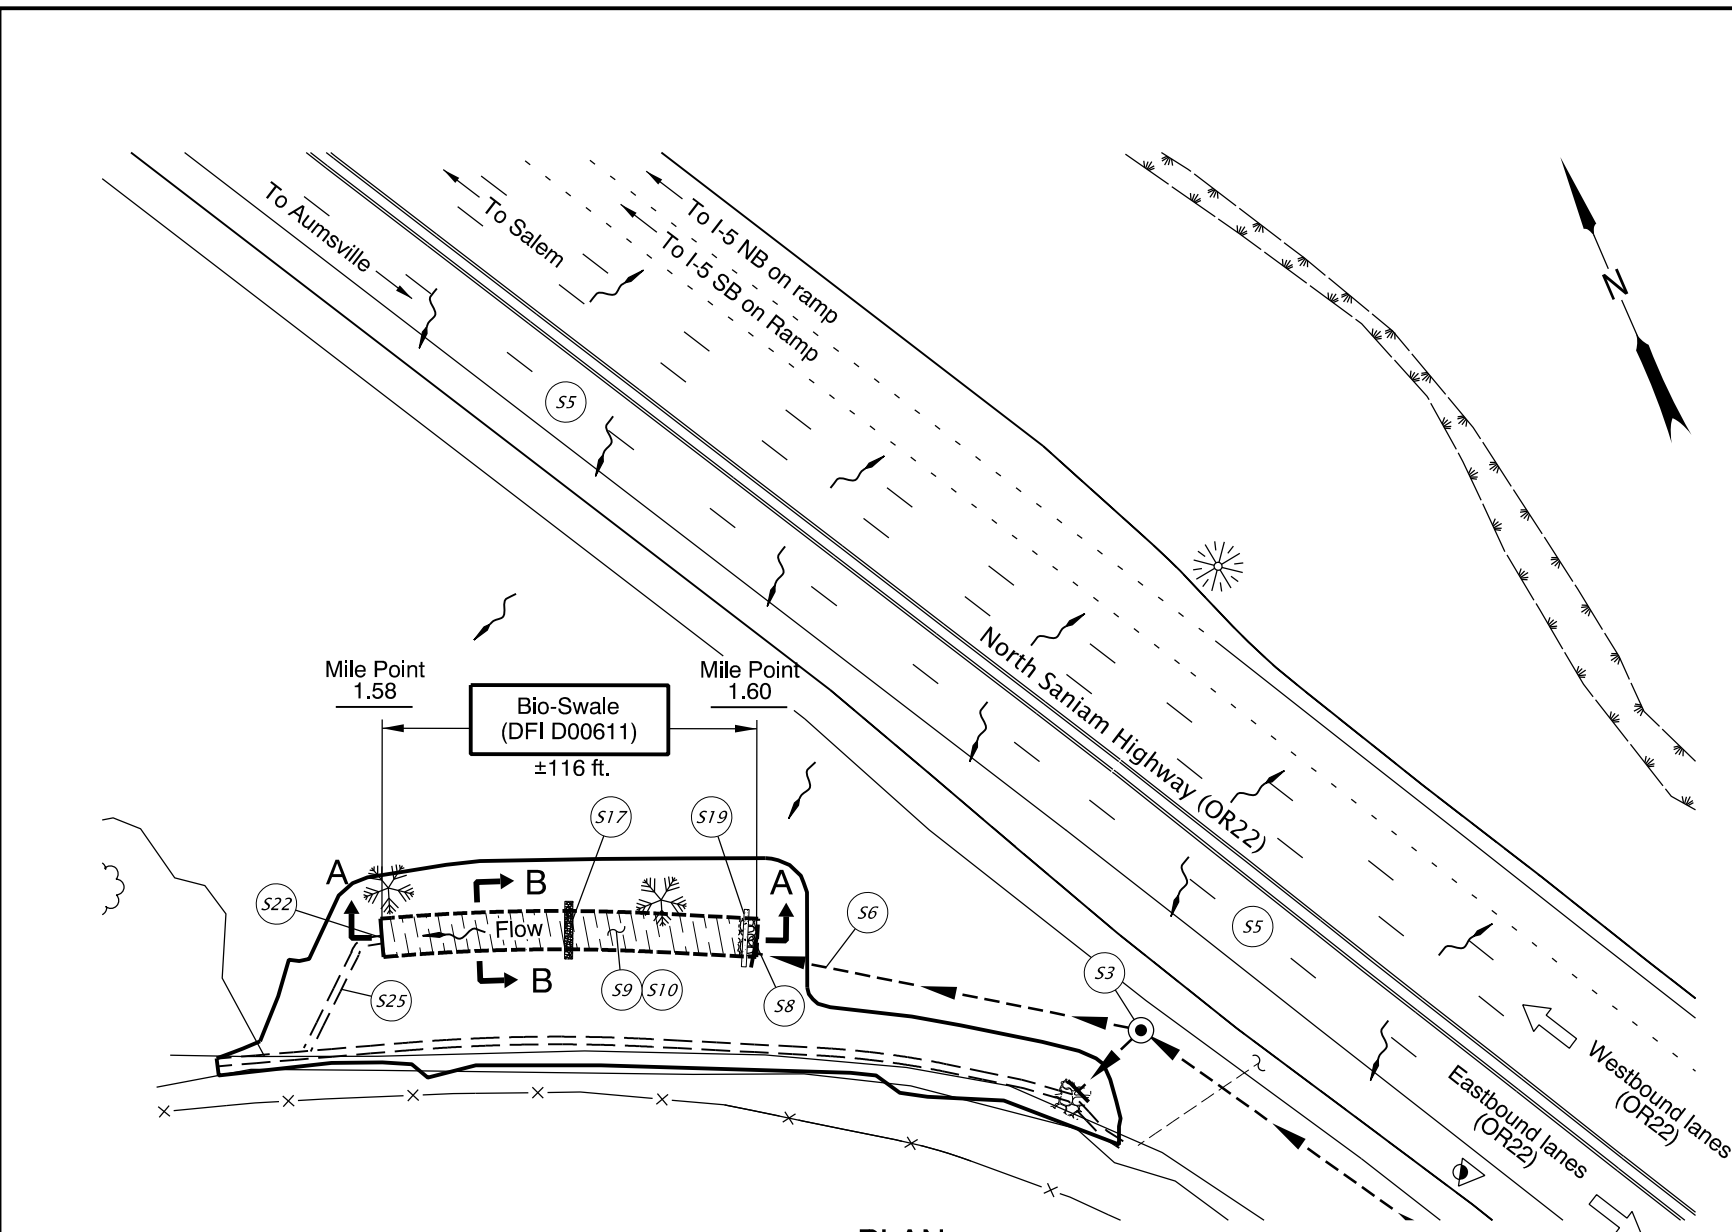 To Aumsville
To Salem
To I-5 NB on ramp
To I-5 SB on Ramp
N
S5
Mile Point
1.58
Mile Point
1.60
Bio-Swale
(DFI D00611)
±116 ft.
North Saniam Highway (OR22)
S17
S19
A
B
A
S22
Flow
S6
S5
B
S25
S9
S10
S8
S3
Westbound lanes
(OR22)
Eastbound lanes
(OR22)
PLAN